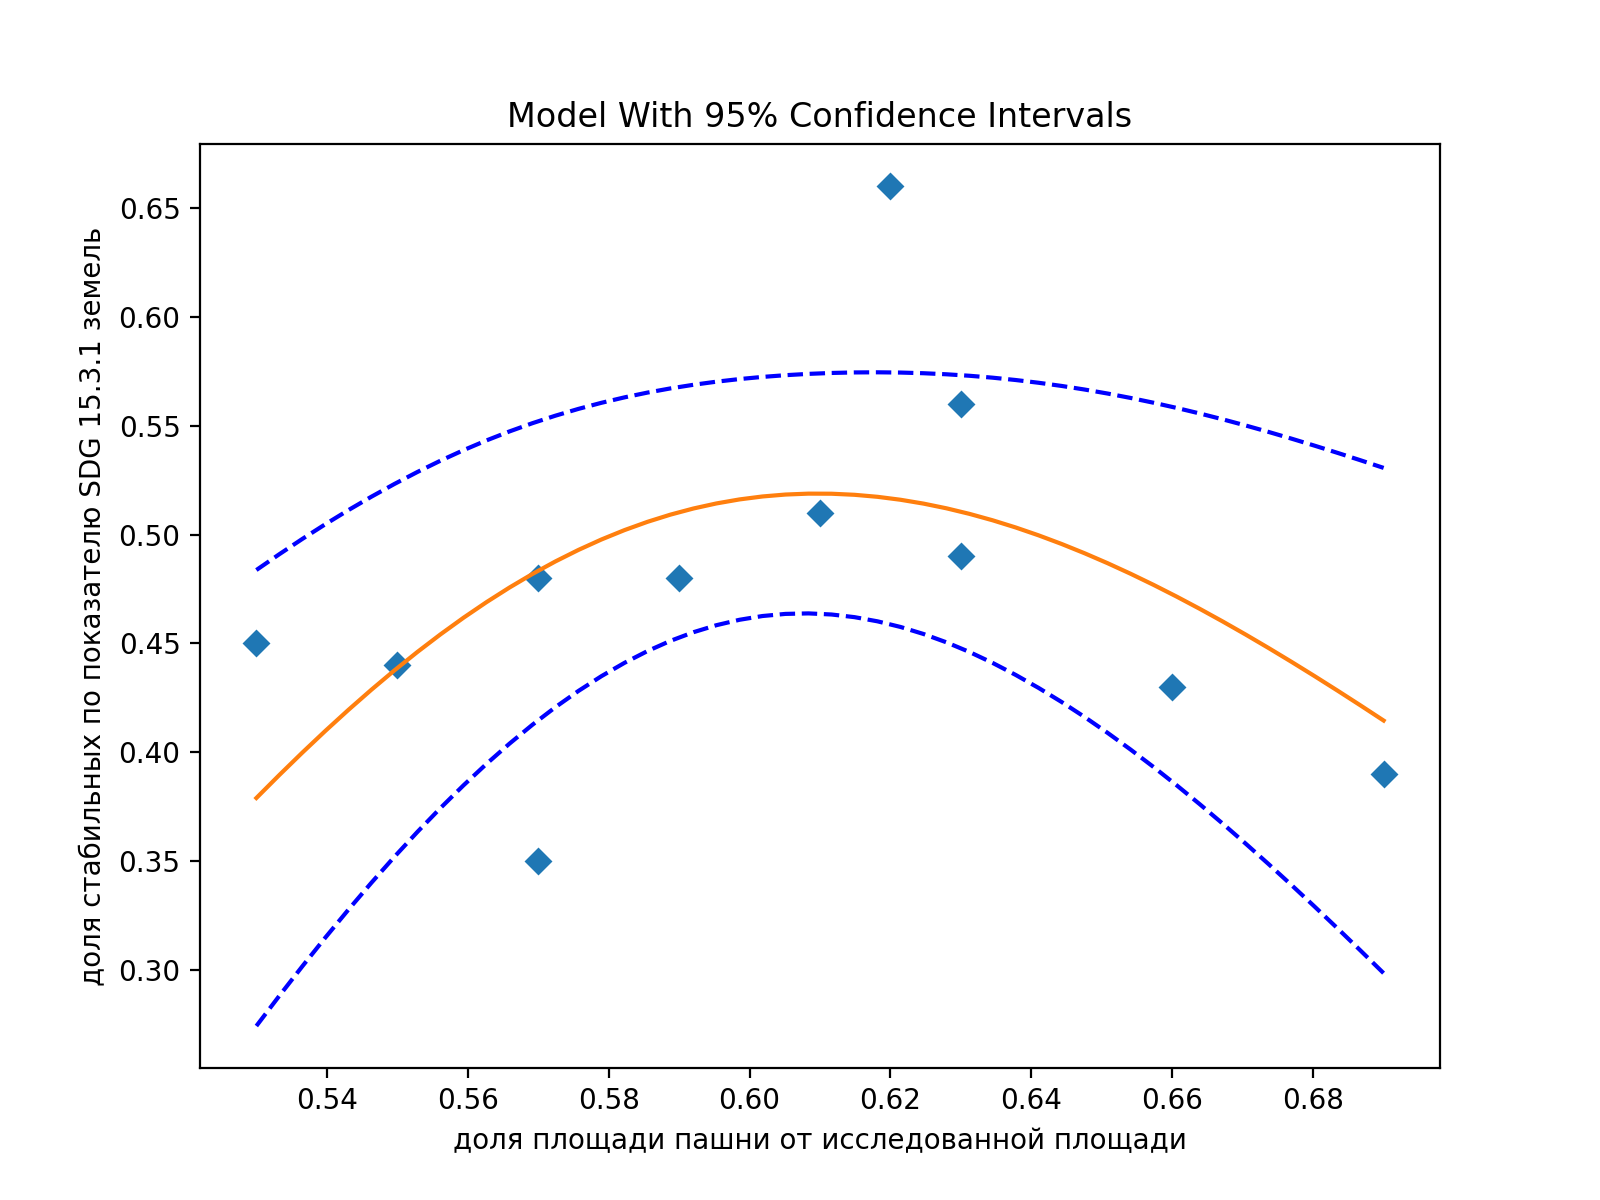 Model With 95% Confidence Intervals
доля стабильных по показателю SDG 15.3.1 земель
0.65
0.60
0.55
0.50
0.45
0.40
0.35
0.30
0.54 0.56 0.58 0.60 0.62 0.64 0.66 0.68
доля площади пашни от исследованной площади